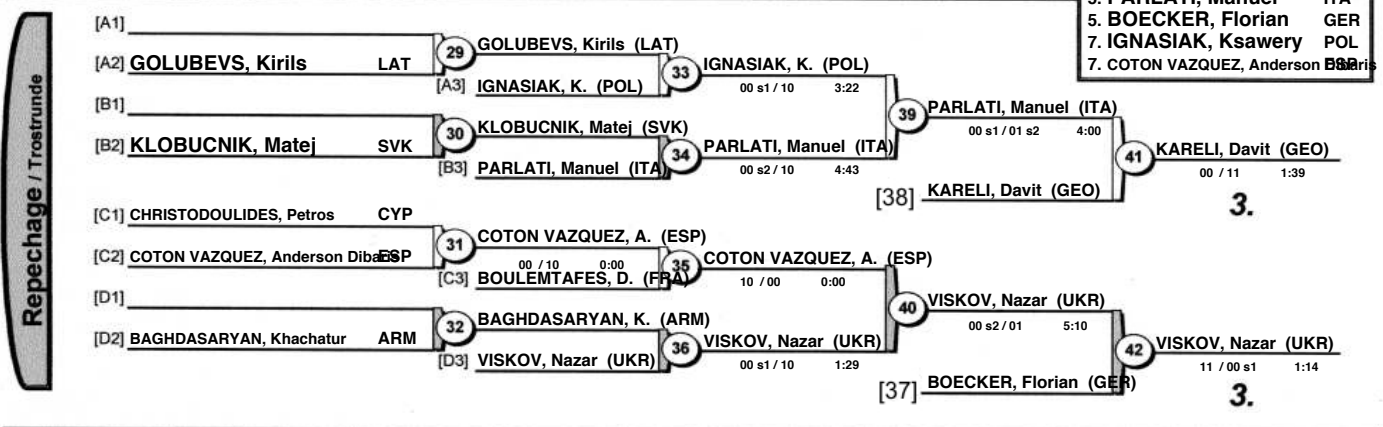 5. PARLATI, Manuel ITA
5. BOECKER, Florian GER
7. IGNASIAK, Ksawery POL
7. COTON VAZQUEZ, Anderson Dibaris ESP
Repechage / Trostrunde
[A1]
[A2] GOLUBEVS, Kirils LAT
29
GOLUBEVS, Kirils (LAT)
[A3] IGNASIAK, K. (POL)
33
IGNASIAK, K. (POL)
00 s1 / 10 3:22
[B1]
[B2] KLOBUCNIK, Matej SVK
30
KLOBUCNIK, Matej (SVK)
[B3] PARLATI, Manuel (ITA)
34
PARLATI, Manuel (ITA)
00 s2 / 10 4:43
39
PARLATI, Manuel (ITA)
00 s1 / 01 s2 4:00
[38] KARELI, Davit (GEO)
41
KARELI, Davit (GEO)
00 / 11 1:39
3.
[C1] CHRISTODOULIDES, Petros CYP
[C2] COTON VAZQUEZ, Anderson Dibaris ESP
31
COTON VAZQUEZ, A. (ESP)
00 / 10 0:00
[C3] BOULEMTAFES, D. (FRA)
35
COTON VAZQUEZ, A. (ESP)
10 / 00 0:00
[D1]
[D2] BAGHDASARYAN, Khachatur ARM
32
BAGHDASARYAN, K. (ARM)
[D3] VISKOV, Nazar (UKR)
36
VISKOV, Nazar (UKR)
00 s1 / 10 1:29
40
VISKOV, Nazar (UKR)
00 s2 / 01 5:10
[37] BOECKER, Florian (GER)
42
VISKOV, Nazar (UKR)
11 / 00 s1 1:14
3.